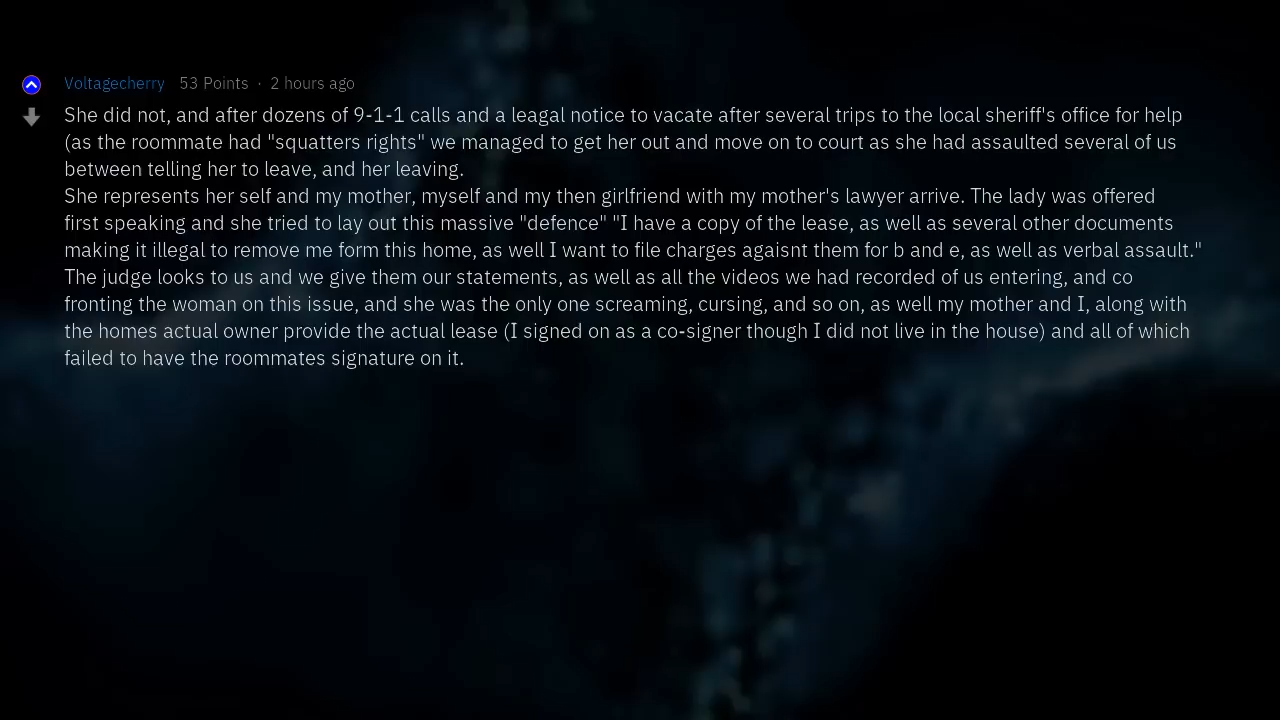 Voltagecherry 53 Points · 2 hours ago
She did not, and after dozens of 9-1-1 calls and a leagal notice to vacate after several trips to the local sheriff's office for help
(as the roommate had "squatters rights" we managed to get her out and move on to court as she had assaulted several of us
between telling her to leave, and her leaving.
She represents her self and my mother, myself and my then girlfriend with my mother's lawyer arrive. The lady was offered
first speaking and she tried to lay out this massive "defence" "I have a copy of the lease, as well as several other documents
making it illegal to remove me form this home, as well I want to file charges agaisnt them for b and e, as well as verbal assault."
The judge looks to us and we give them our statements, as well as all the videos we had recorded of us entering, and co
fronting the woman on this issue, and she was the only one screaming, cursing, and so on, as well my mother and I, along with
the homes actual owner provide the actual lease (I signed on as a co-signer though I did not live in the house) and all of which
failed to have the roommates signature on it.